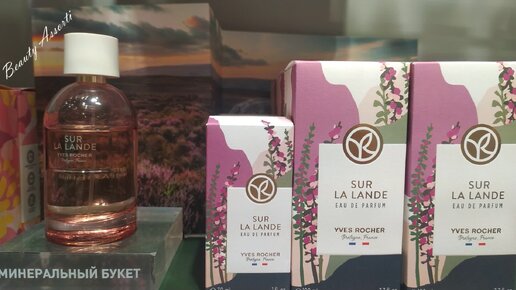 Beauty Assorti
SUR
LA LANDE
YVES ROCHER
Bretagne, France
МИНЕРАЛЬНЫЙ БУКЕТ
SUR
LA LANDE
EAU DE PARFUM
YVES ROCHER
SUR
LA LANDE
EAU DE PARFUM
YVES ROCHER
Bretagne, France
SUR
LA LANDE
EAU DE PARFUM
YVES ROCHER
Bretagne, France